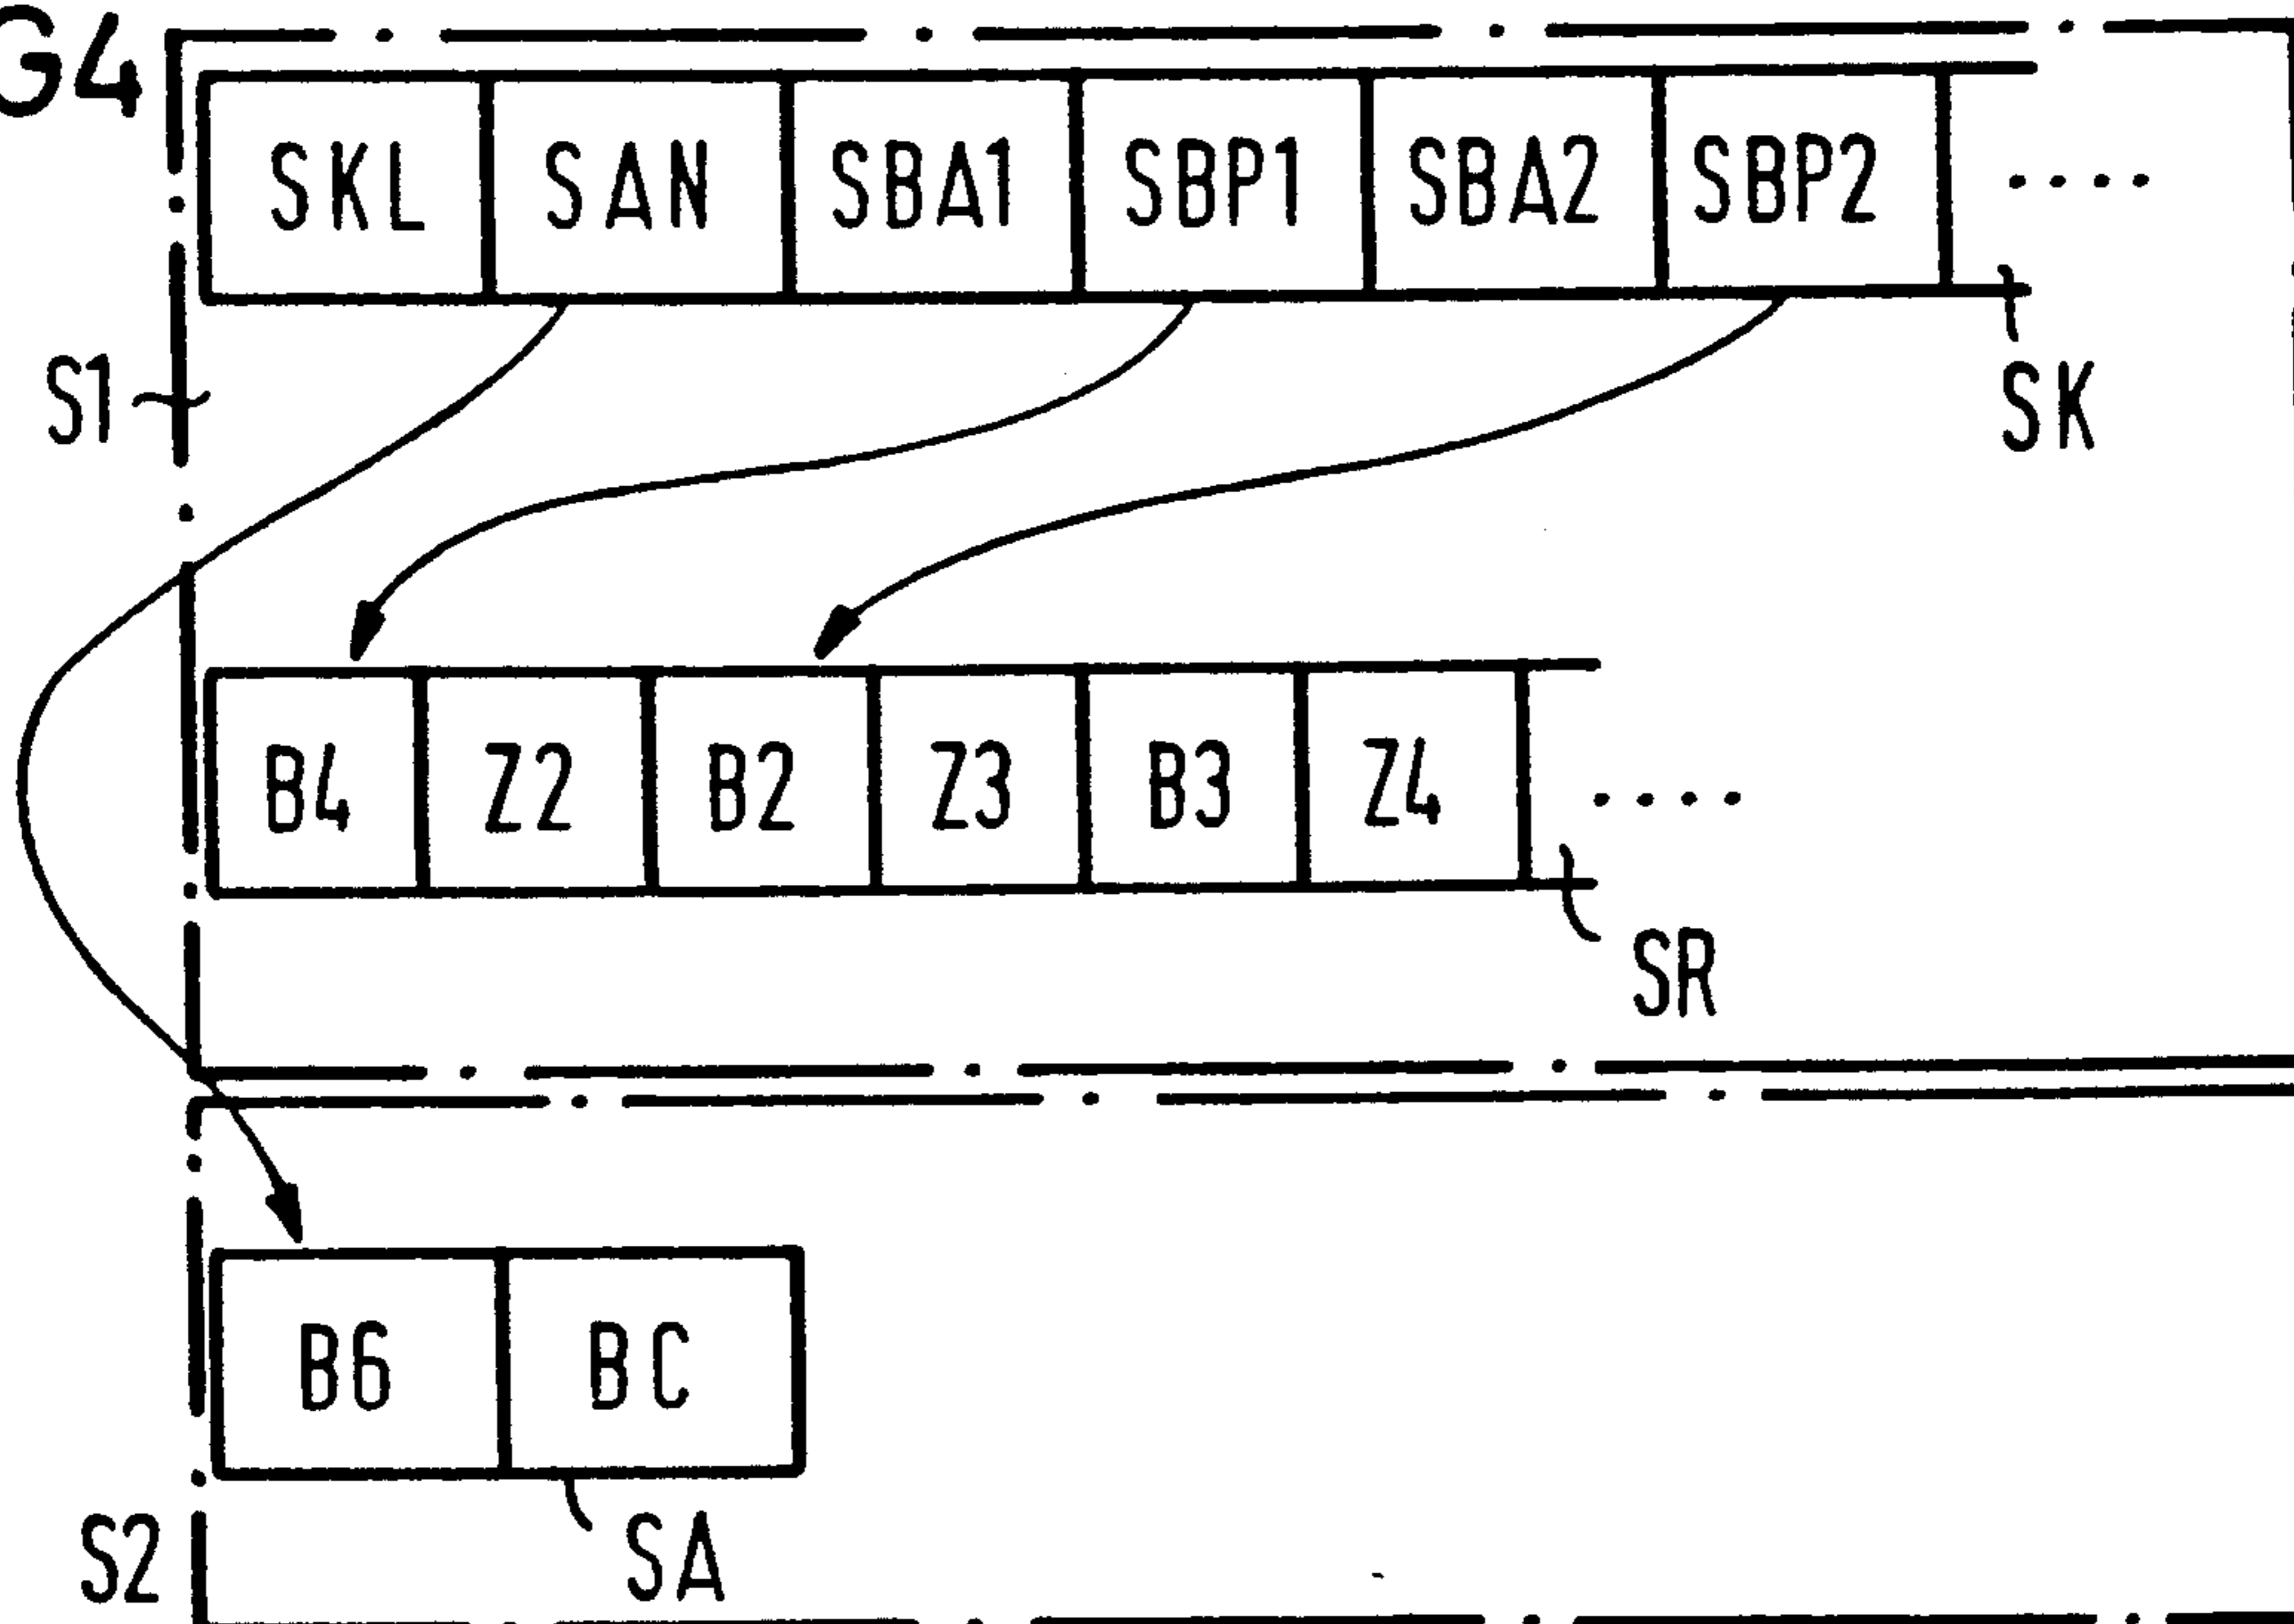 G4
SKL SAN SBA1 SBP1 SBA2 SBP2 ....
S1
SK
B4 Z2 B2 Z3 B3 Z4 ....
SR
B6 BC
S2 SA